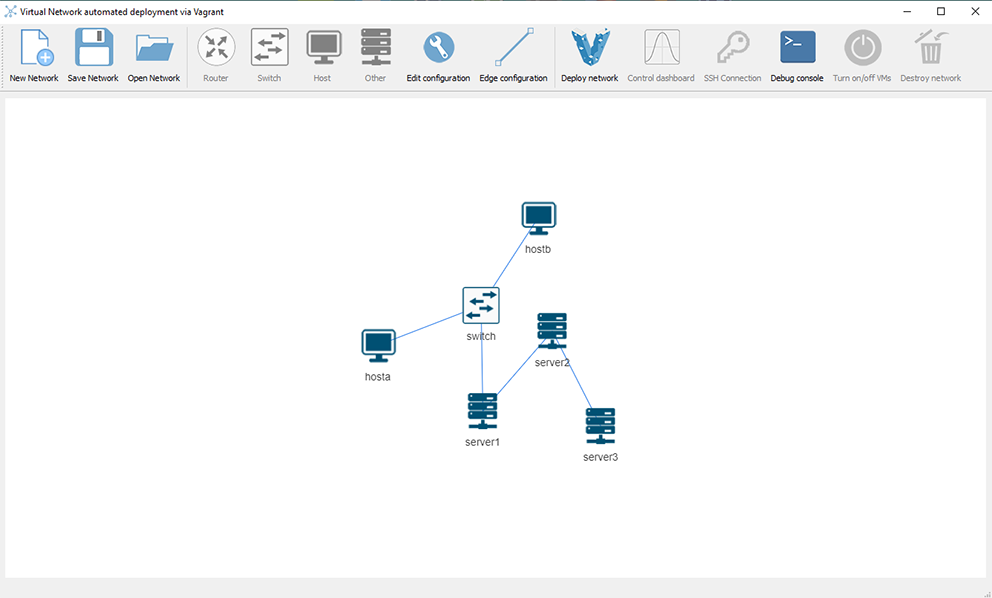 Virtual Network automated deployment via Vagrant
New Network Save Network Open Network Router Switch Host Other Edit configuration Edge configuration Deploy network Control dashboard SSH Connection Debug console Turn on/off VMs Destroy network
hostb
switch
server2
hosta
server1
server3